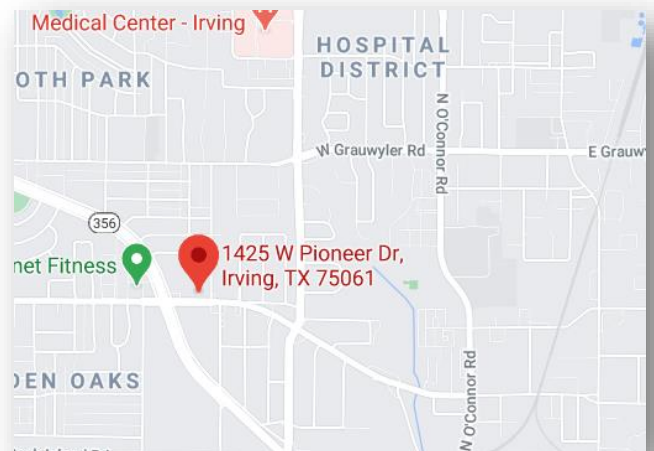 Medical Center - Irving
HOSPITAL
DISTRICT
OTH PARK
N O'Connor Rd
W Grauwyler Rd
E Grauw
356
net Fitness
1425 W Pioneer Dr,
Irving, TX 75061
DEN OAKS
N O'Connor Rd